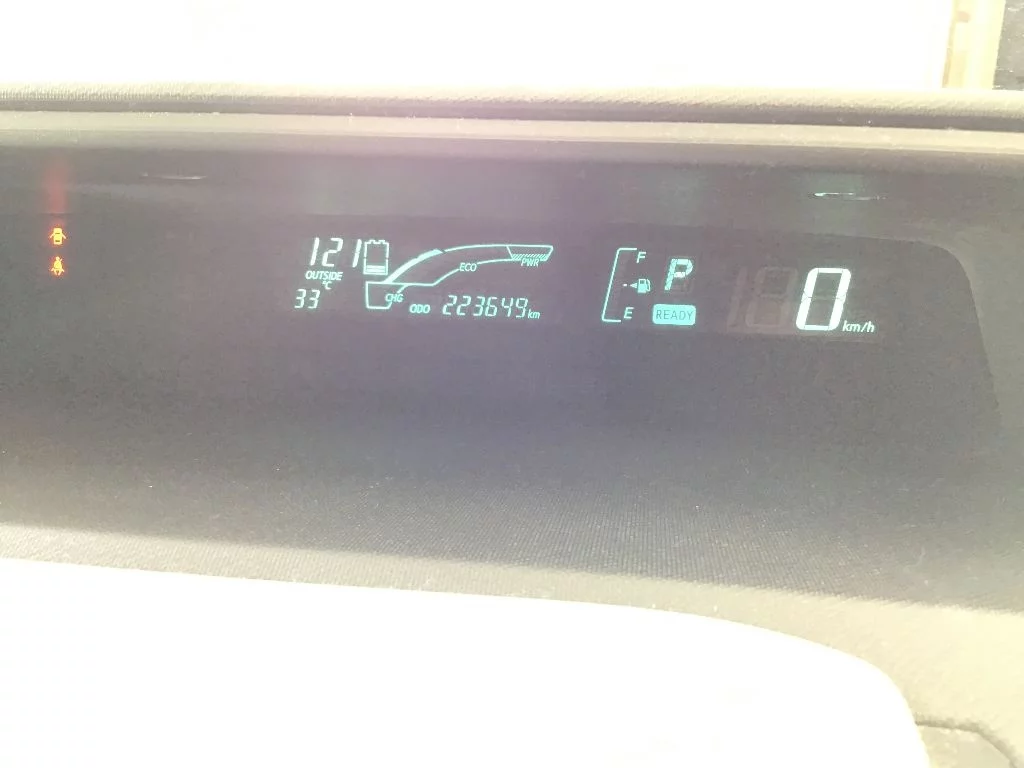 121
OUTSIDE
°C
33
CHG
ECO
PWR
ODO 223649 km
F
E
P
READY
0 km/h